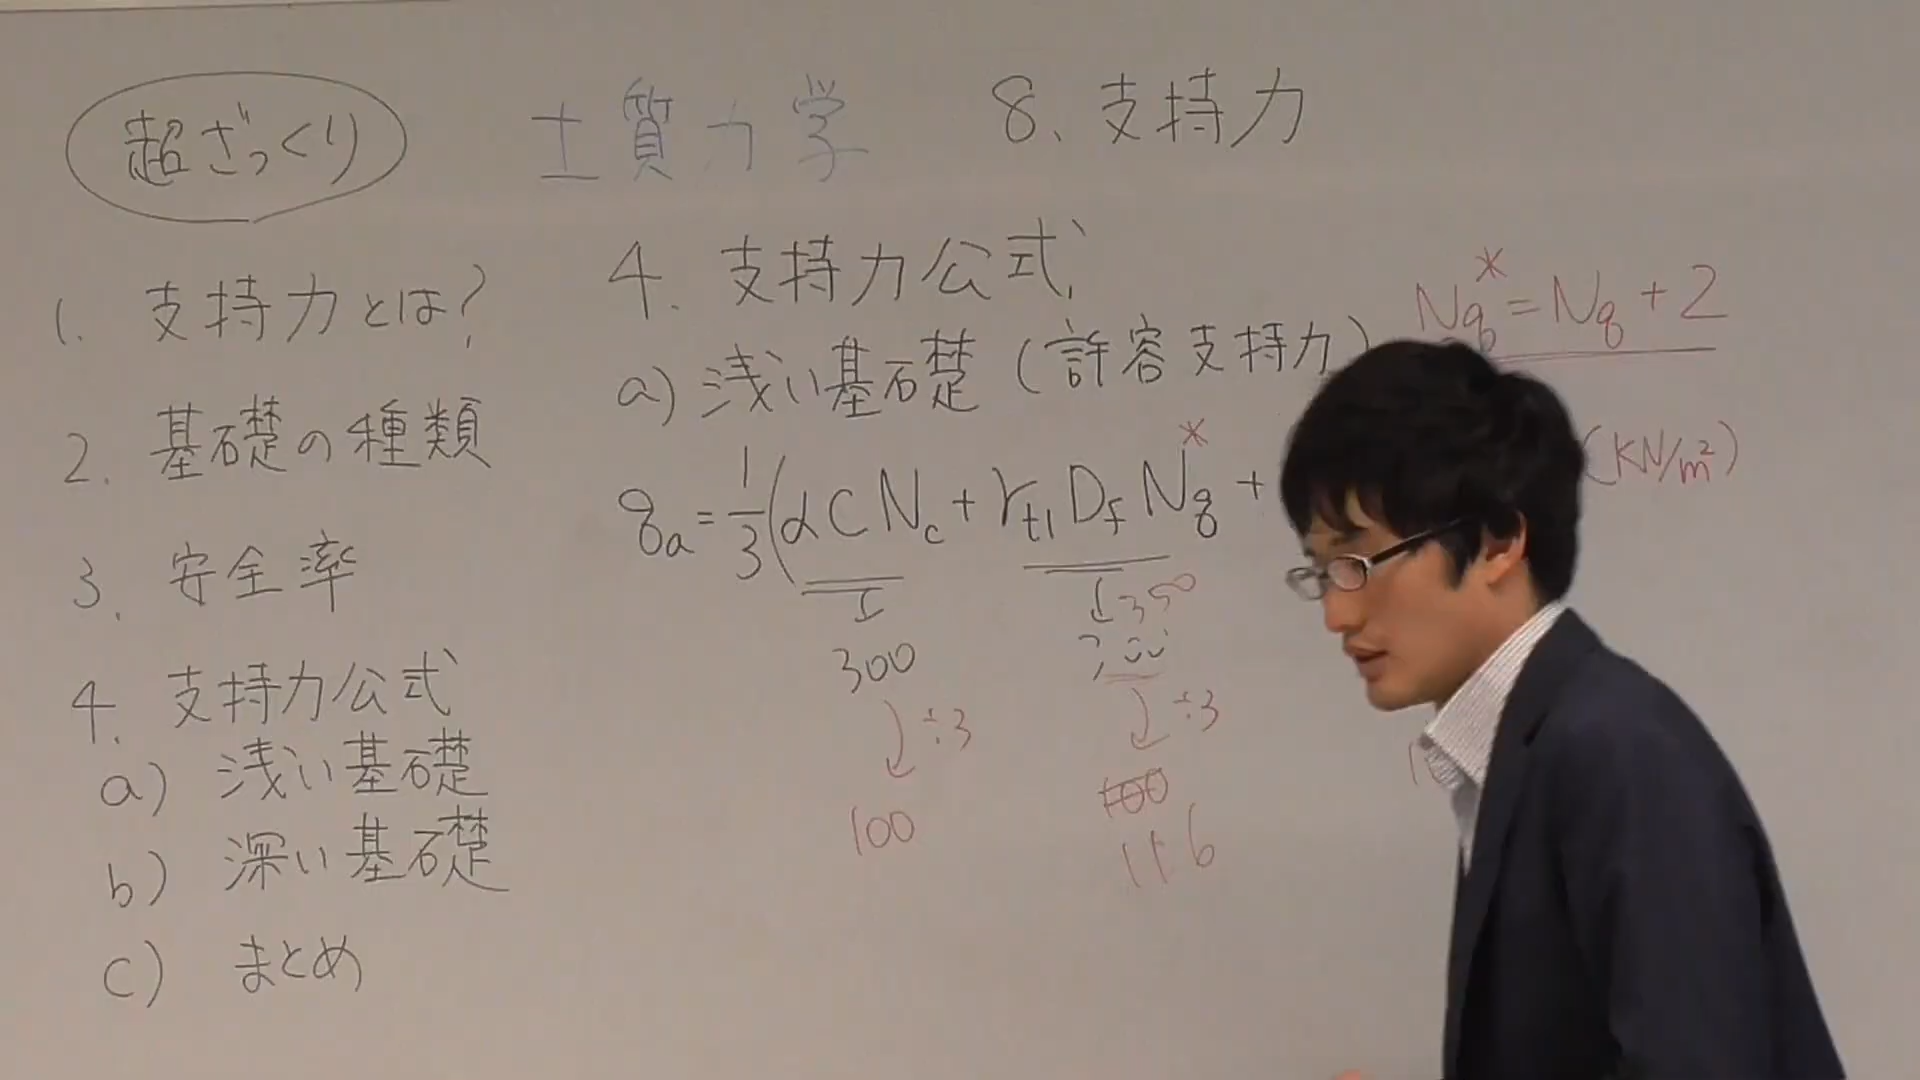 超ざっくり
土質力学 8. 支持力
1. 支持力とは?
2. 基礎の種類
3. 安全率
4. 支持力公式
a) 浅い基礎
b) 深い基礎
c) まとめ
4. 支持力公式
a) 浅い基礎 (許容支持力)
qa = 1/3 (αCNc + γt1 Df Nq* +
(KN/m²)
Nq* = Nq + 2
300
÷3
100
350
÷3
100
116